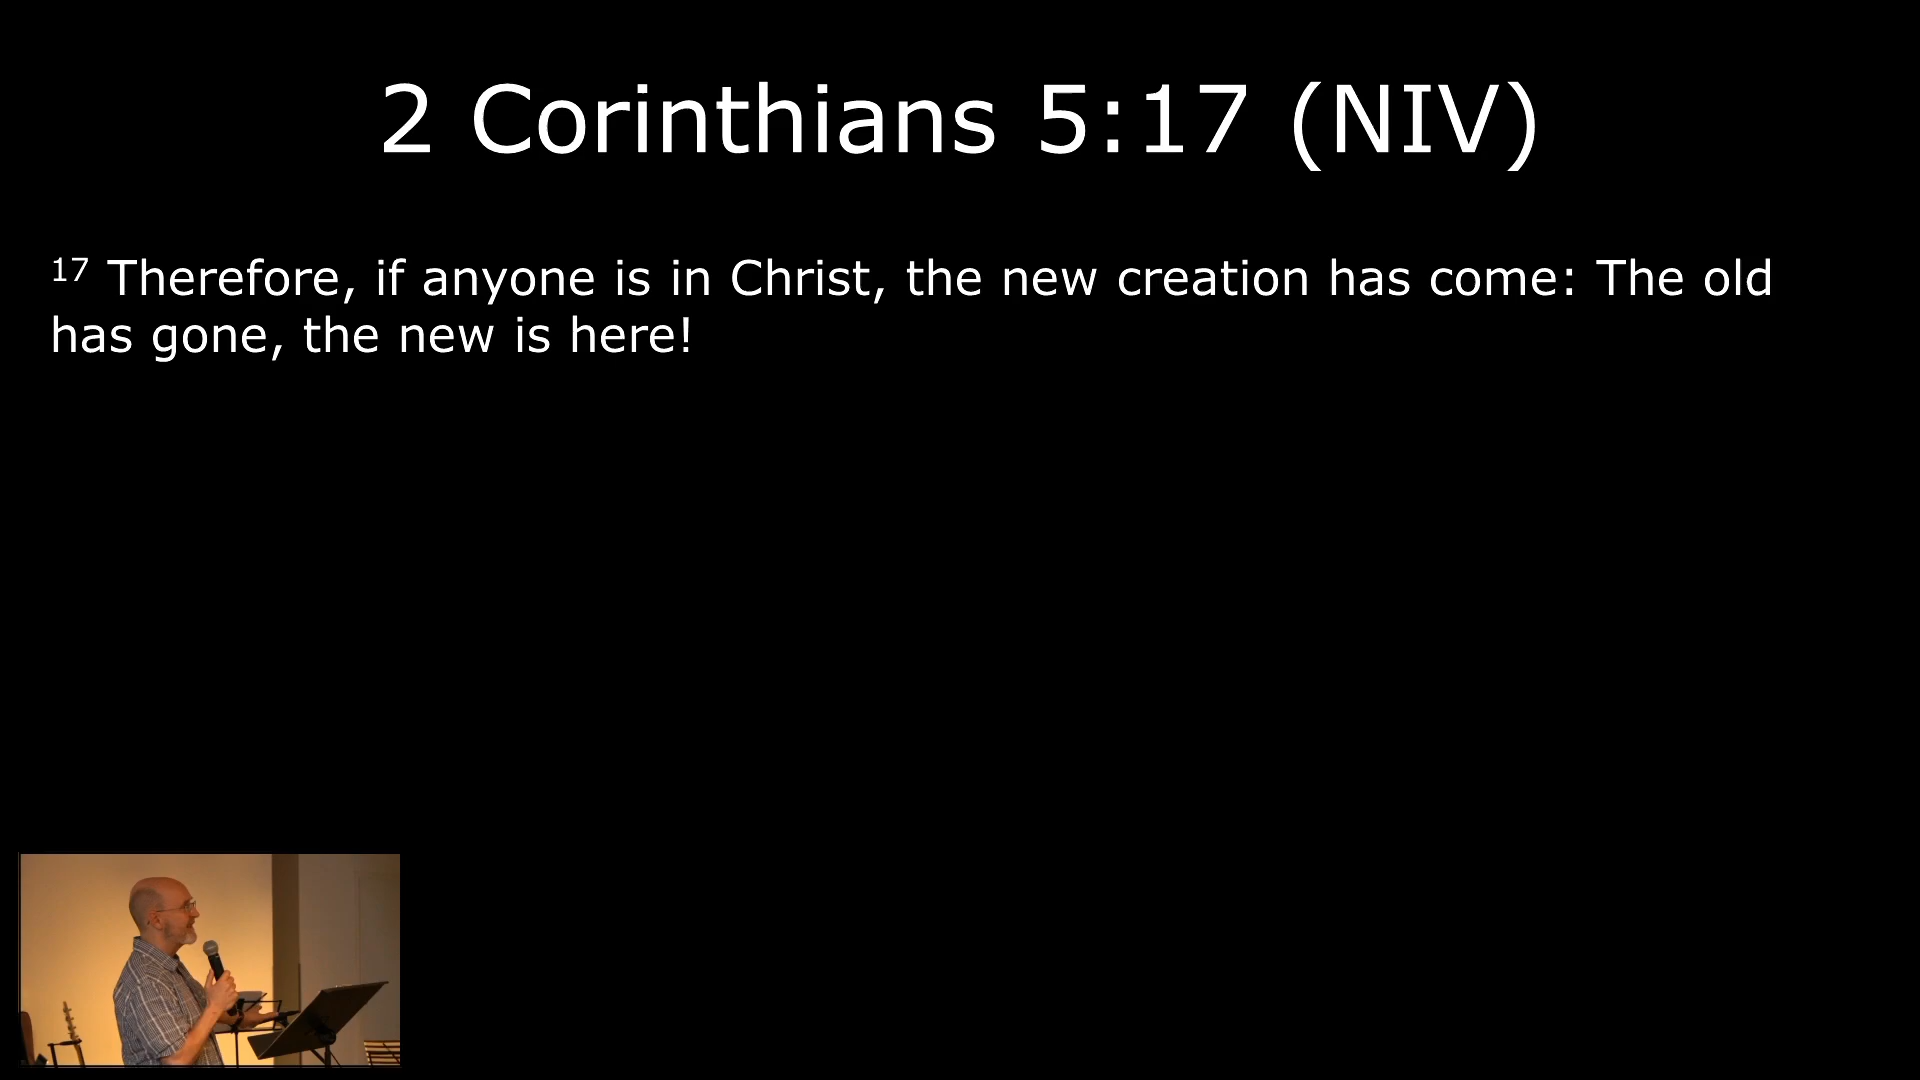 2 Corinthians 5:17 (NIV)
17 Therefore, if anyone is in Christ, the new creation has come: The old
has gone, the new is here!